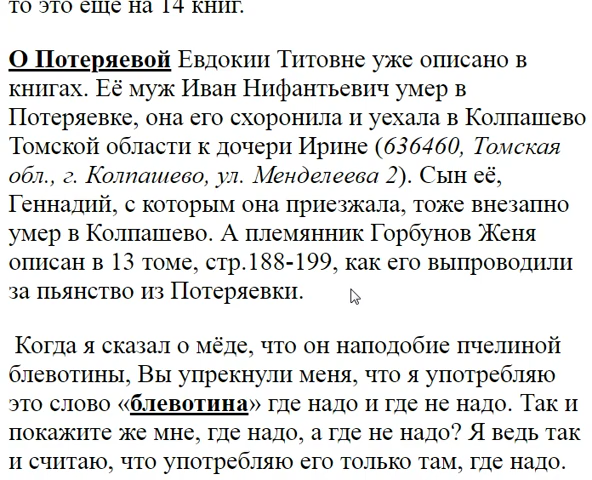 то это еще на 14 книг.
О Потеряевой Евдокии Титовне уже описано в
книгах. Её муж Иван Нифантьевич умер в
Потеряевке, она его схоронила и уехала в Колпашево
Томской области к дочери Ирине (636460, Томская
обл., г. Колпашево, ул. Менделеева 2). Сын её,
Геннадий, с которым она приезжала, тоже внезапно
умер в Колпашево. А племянник Горбунов Женя
описан в 13 томе, стр.188-199, как его выпроводили
за пьянство из Потеряевки.
Когда я сказал о мёде, что он наподобие пчелиной
блевотины, Вы упрекнули меня, что я употребляю
это слово «блевотина» где надо и где не надо. Так и
покажите же мне, где надо, а где не надо? Я ведь так
и считаю, что употребляю его только там, где надо.